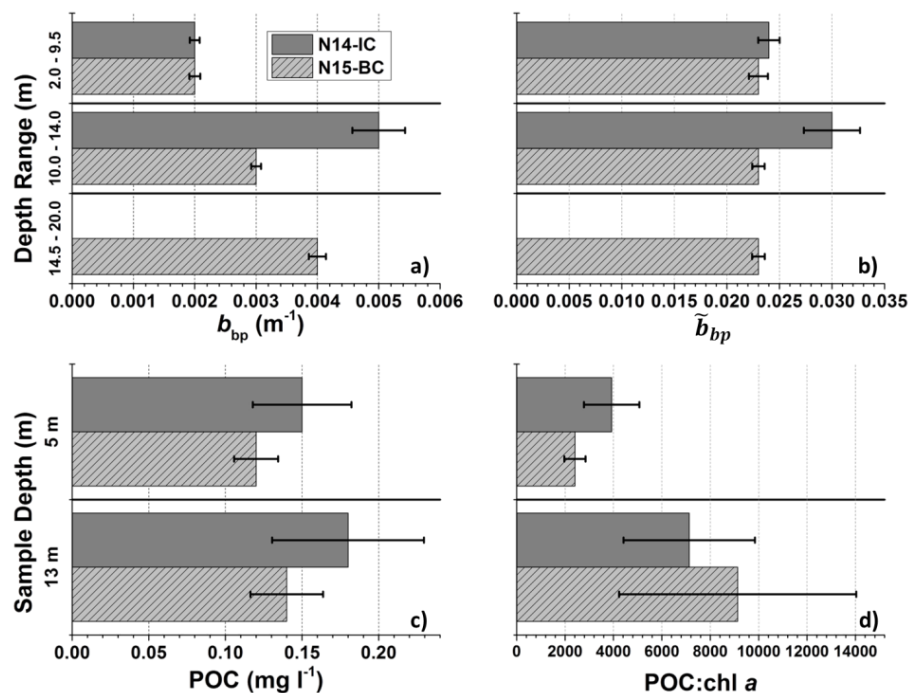 N14-IC
N15-BC
Depth Range (m)
2.0 - 9.5
10.0 - 14.0
14.5 - 20.0
a)
0.000 0.001 0.002 0.003 0.004 0.005 0.006
b_bp (m⁻¹)
b)
0.000 0.005 0.010 0.015 0.020 0.025 0.030 0.035
b̃_bp
Sample Depth (m)
5 m
13 m
c)
0.00 0.05 0.10 0.15 0.20
POC (mg l⁻¹)
d)
0 2000 4000 6000 8000 10000 12000 14000
POC:chl a